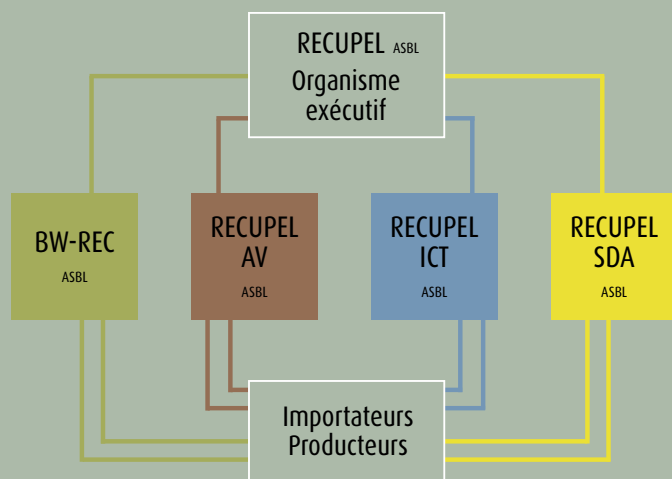 RECUPEL ASBL
Organisme
exécutif
BW-REC
ASBL
RECUPEL
AV
ASBL
RECUPEL
ICT
ASBL
RECUPEL
SDA
ASBL
Importateurs
Producteurs